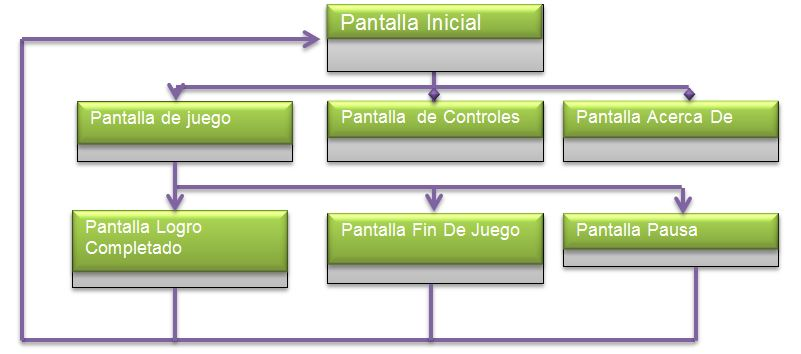 Pantalla Inicial
Pantalla de juego
Pantalla de Controles
Pantalla Acerca De
Pantalla Logro
Completado
Pantalla Fin De Juego
Pantalla Pausa